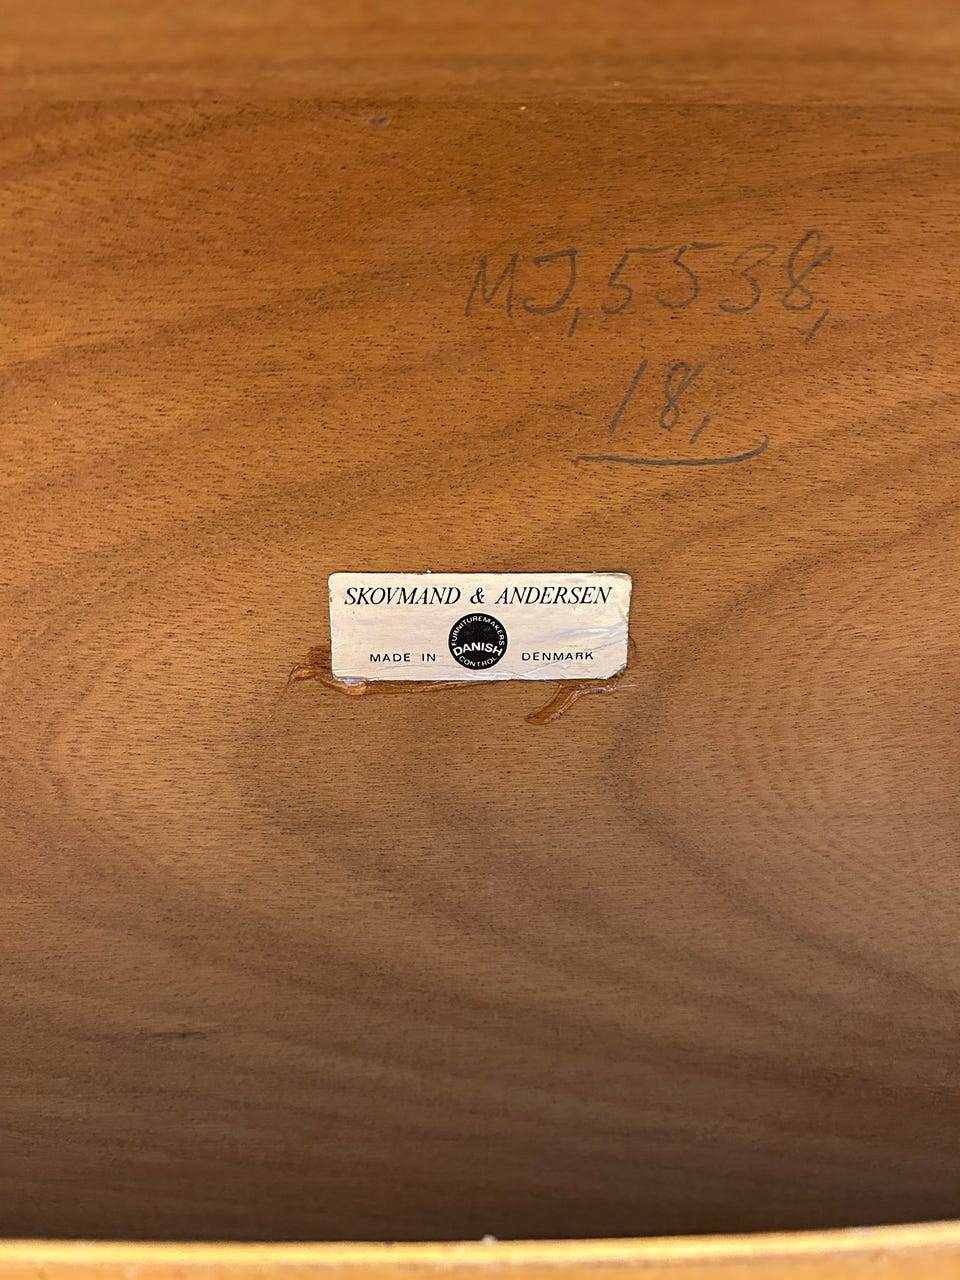 MJ, 5538,
18,
SKOVMAND & ANDERSEN
FURNITUREMAKERS
DANISH
CONTROL
MADE IN DENMARK